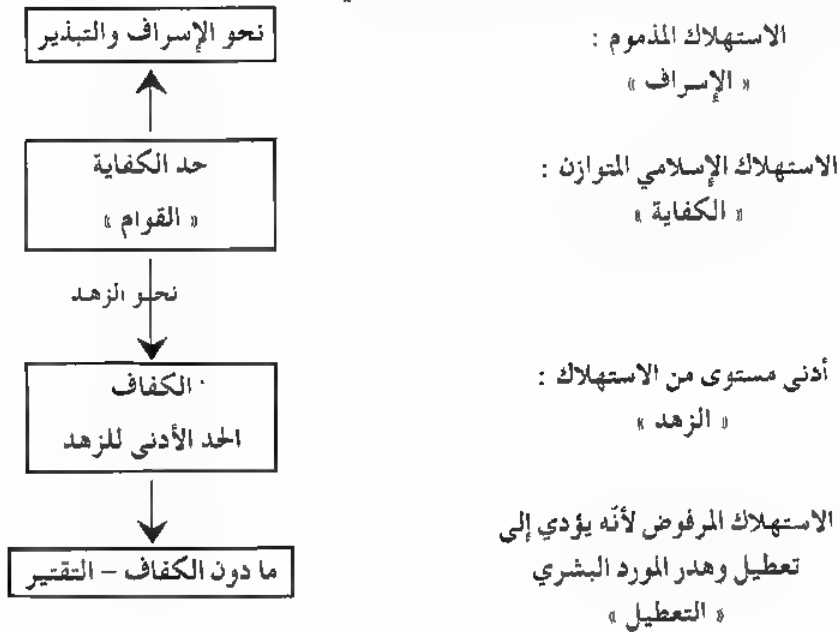 الاستهلاك المذموم :
« الإسراف »
نحو الإسراف والتبذير
الاستهلاك الإسلامي المتوازن :
« الكفاية »
حد الكفاية
« القوام »
نحو الزهد
أدنى مستوى من الاستهلاك :
« الزهد »
الكفاف
الحد الأدنى للزهد
الاستهلاك المرفوض لأنّه يؤدي إلى
تعطيل وهدر المورد البشري
« التعطيل »
ما دون الكفاف – التقتير